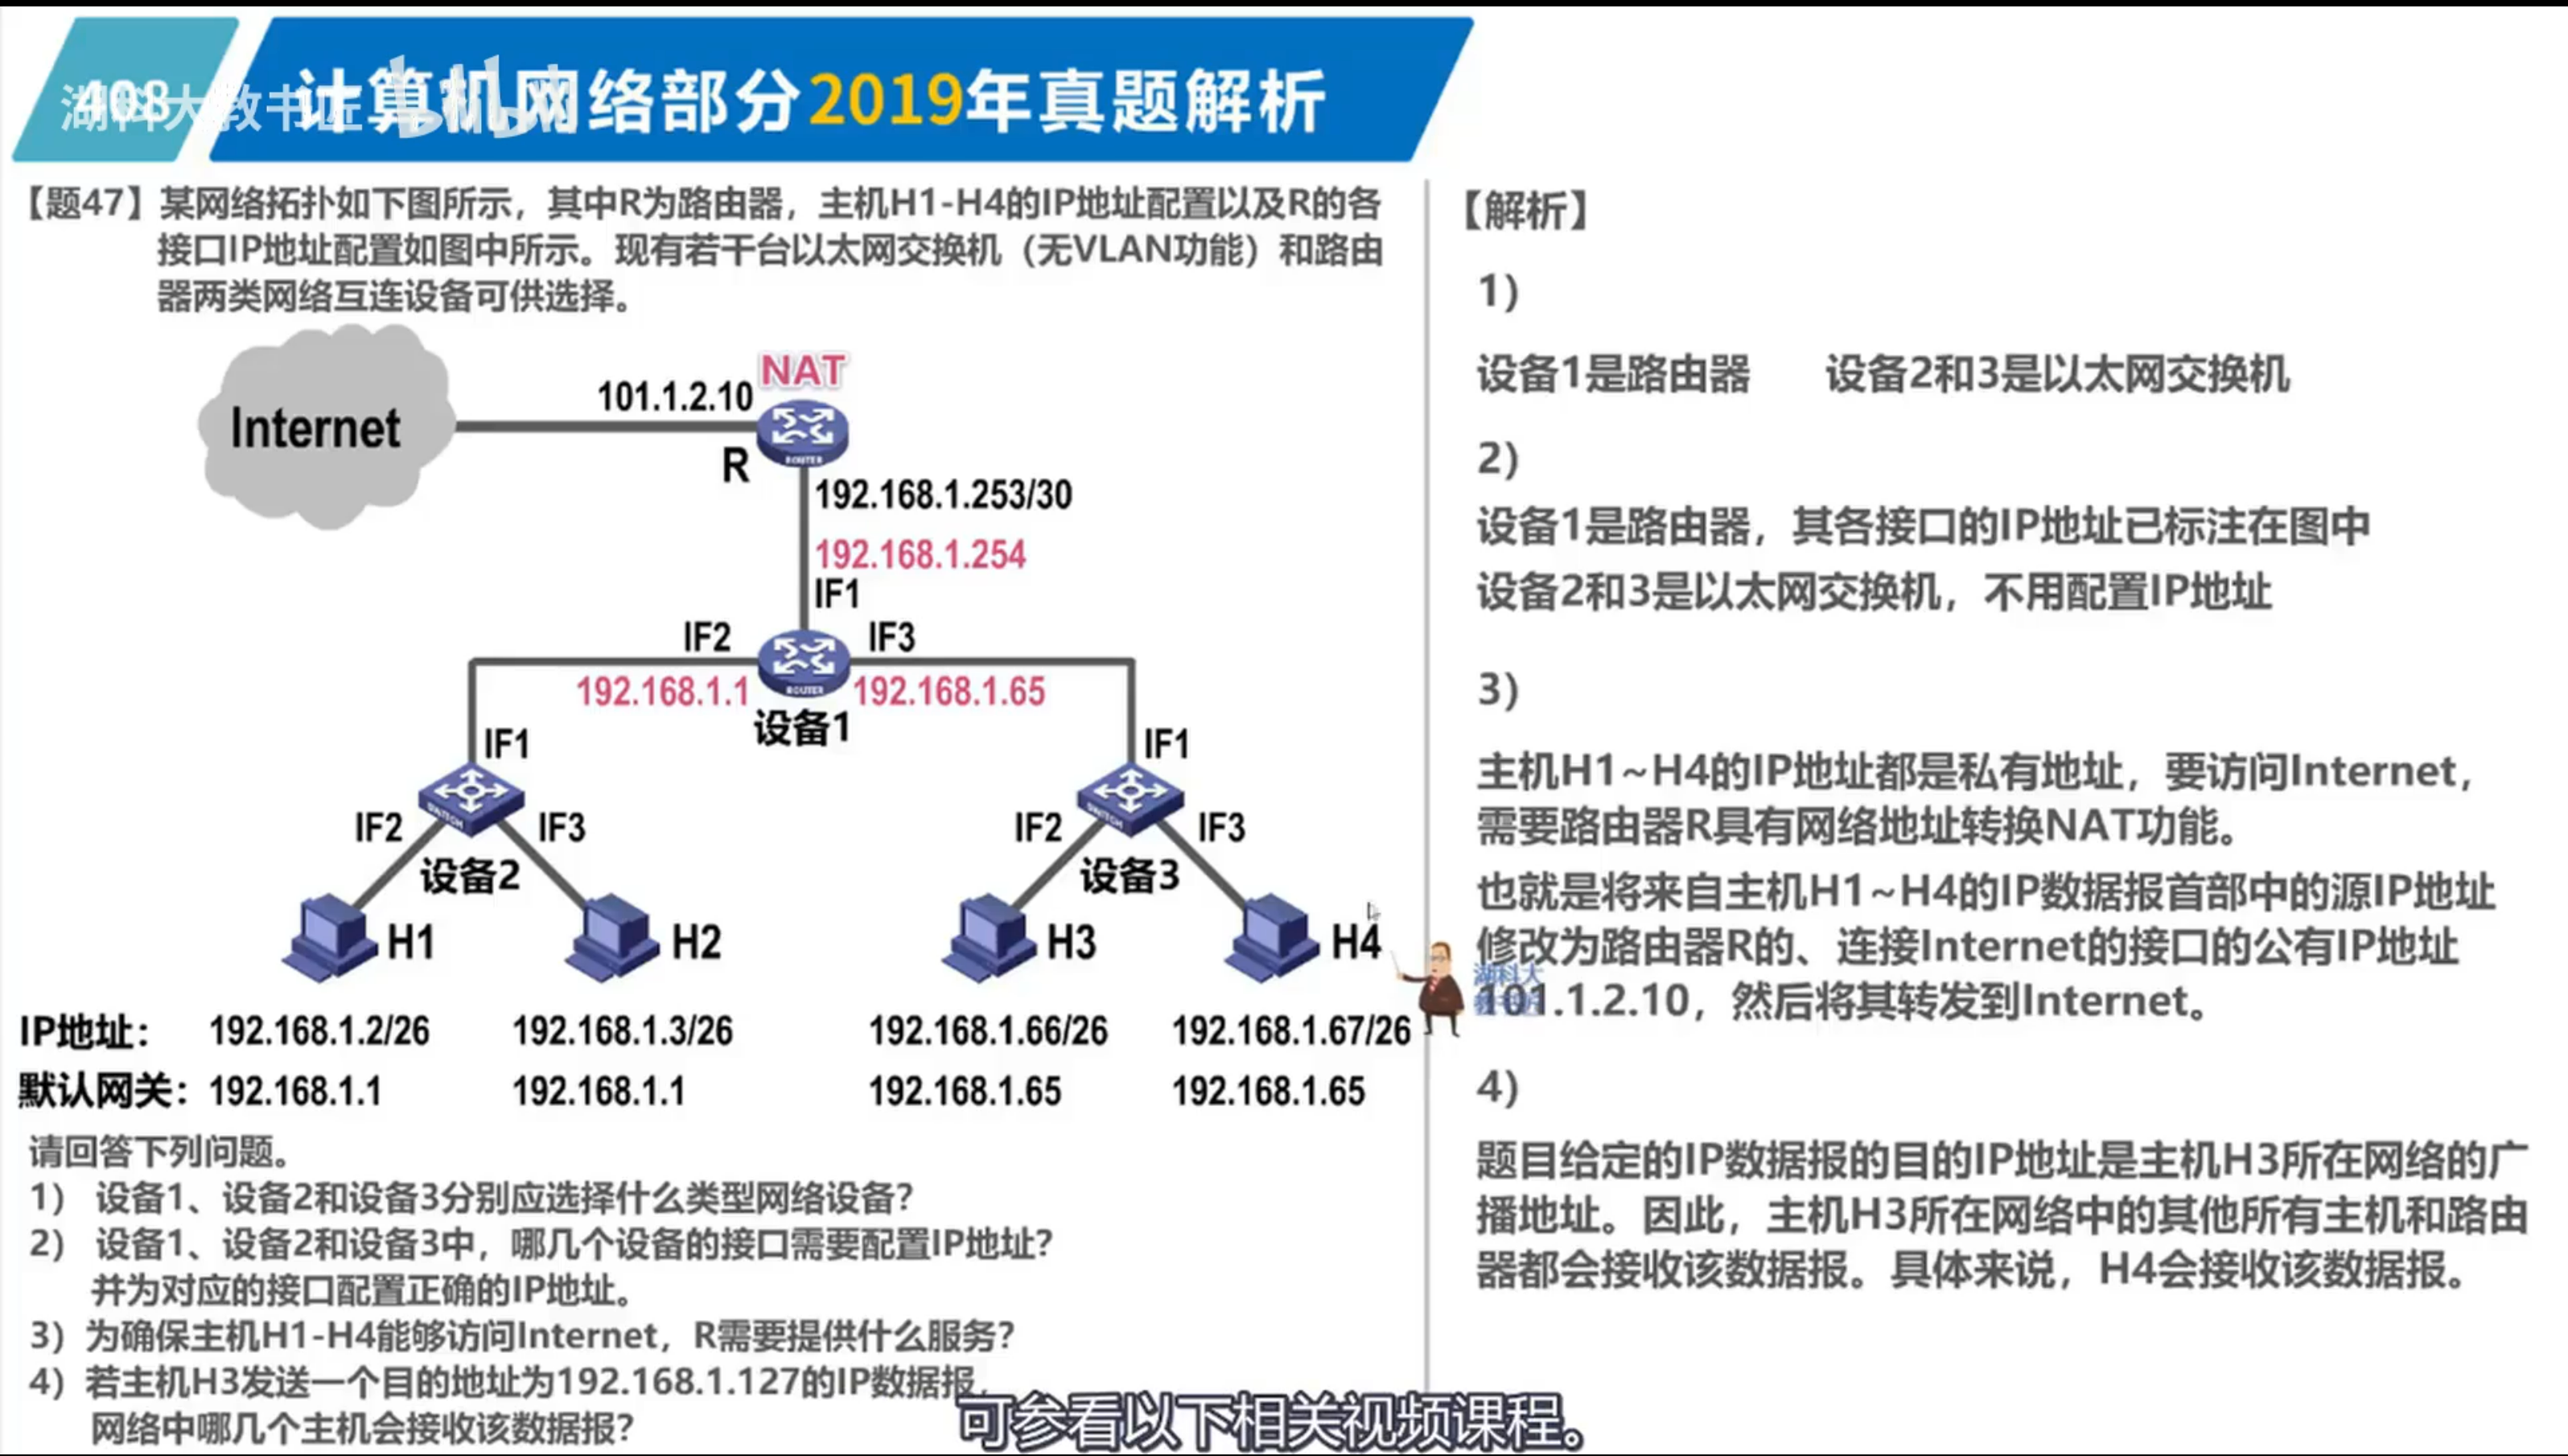 408
计算机网络部分2019年真题解析
湖科大教书匠 bilibili
【题47】某网络拓扑如下图所示，其中R为路由器，主机H1-H4的IP地址配置以及R的各
接口IP地址配置如图中所示。现有若干台以太网交换机（无VLAN功能）和路由
器两类网络互连设备可供选择。
Internet
101.1.2.10
NAT
ROUTER
R
192.168.1.253/30
192.168.1.254
IF1
IF2
IF3
ROUTER
192.168.1.1
192.168.1.65
设备1
IF1
IF1
SWITCH
SWITCH
IF2
IF3
IF2
IF3
设备2
设备3
H1
H2
H3
H4
IP地址：
192.168.1.2/26
192.168.1.3/26
192.168.1.66/26
192.168.1.67/26
默认网关：
192.168.1.1
192.168.1.1
192.168.1.65
192.168.1.65
请回答下列问题。
1） 设备1、设备2和设备3分别应选择什么类型网络设备？
2） 设备1、设备2和设备3中，哪几个设备的接口需要配置IP地址？
并为对应的接口配置正确的IP地址。
3）为确保主机H1-H4能够访问Internet，R需要提供什么服务？
4）若主机H3发送一个目的地址为192.168.1.127的IP数据报，
网络中哪几个主机会接收该数据报？
【解析】
1）
设备1是路由器 设备2和3是以太网交换机
2）
设备1是路由器，其各接口的IP地址已标注在图中
设备2和3是以太网交换机，不用配置IP地址
3）
主机H1~H4的IP地址都是私有地址，要访问Internet，
需要路由器R具有网络地址转换NAT功能。
也就是将来自主机H1~H4的IP数据报首部中的源IP地址
修改为路由器R的、连接Internet的接口的公有IP地址
101.1.2.10，然后将其转发到Internet。
湖科大
教书匠
4）
题目给定的IP数据报的目的IP地址是主机H3所在网络的广
播地址。因此，主机H3所在网络中的其他所有主机和路由
器都会接收该数据报。具体来说，H4会接收该数据报。
可参看以下相关视频课程。